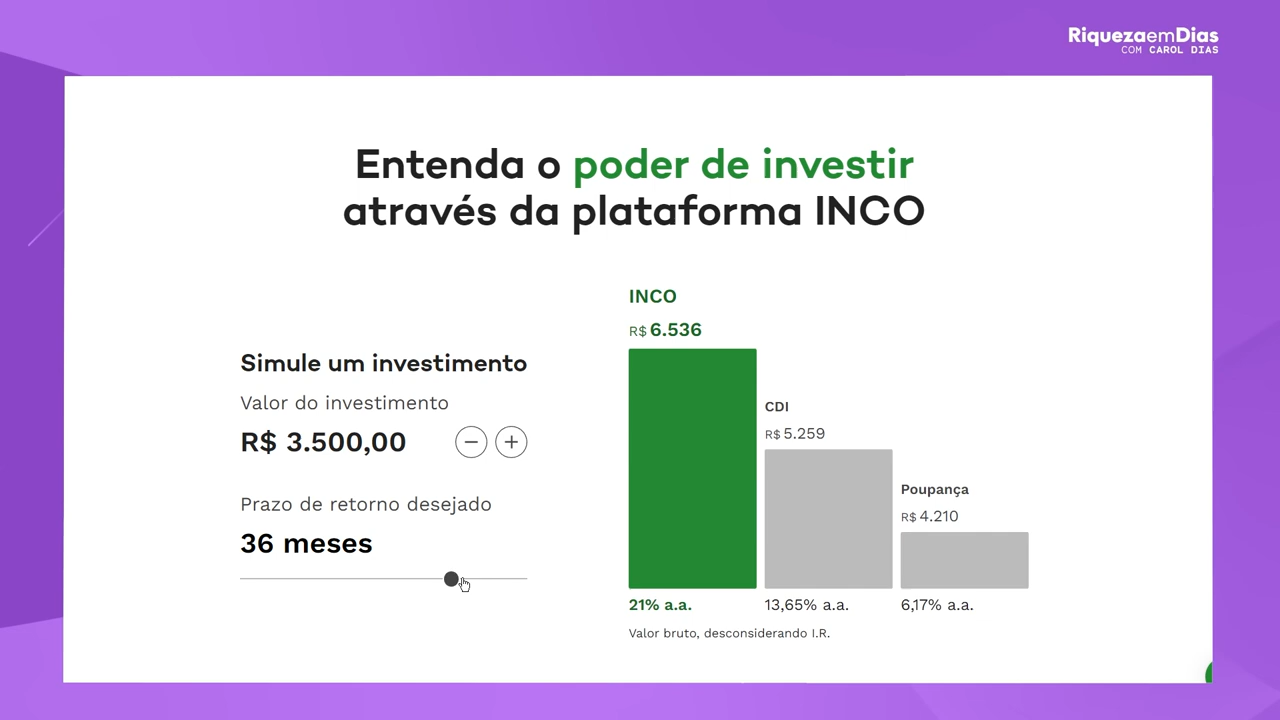 RiquezaemDias
COM CAROL DIAS
Entenda o poder de investir
através da plataforma INCO
Simule um investimento
Valor do investimento
R$ 3.500,00
Prazo de retorno desejado
36 meses
INCO
R$ 6.536
CDI
R$ 5.259
Poupança
R$ 4.210
21% a.a.
13,65% a.a.
6,17% a.a.
Valor bruto, desconsiderando I.R.